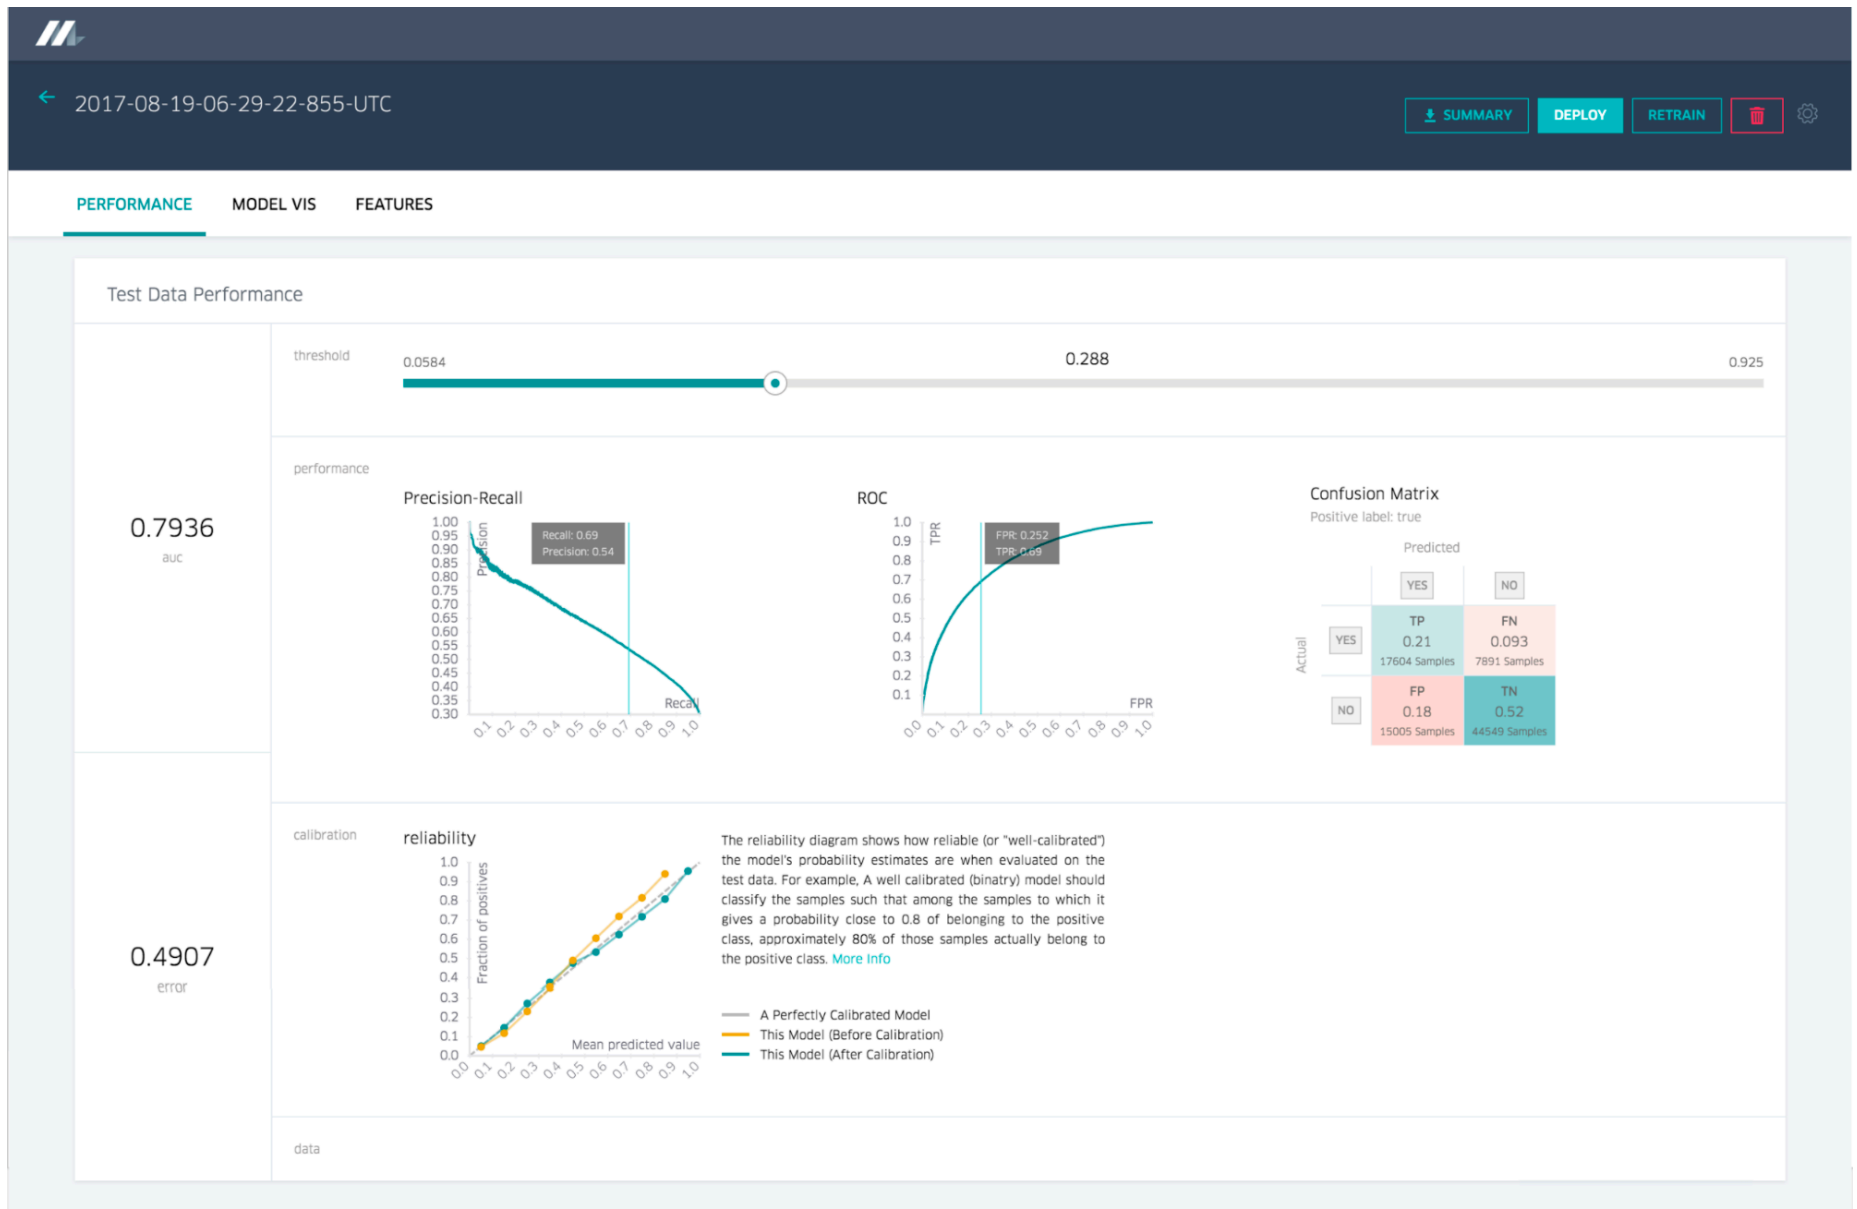 2017-08-19-06-29-22-855-UTC
SUMMARY
DEPLOY
RETRAIN
PERFORMANCE
MODEL VIS
FEATURES
Test Data Performance
0.7936
auc
0.4907
error
threshold
0.0584
0.288
0.925
performance
Precision-Recall
1.00
0.95
0.90
0.85
0.80
0.75
0.70
0.65
0.60
0.55
0.50
0.45
0.40
0.35
0.30
Precision
Recall: 0.69
Precision: 0.54
Recall
0.1
0.2
0.3
0.4
0.5
0.6
0.7
0.8
0.9
1.0
ROC
1.0
0.9
0.8
0.7
0.6
0.5
0.4
0.3
0.2
0.1
TPR
FPR: 0.252
TPR: 0.69
FPR
0.0
0.1
0.2
0.3
0.4
0.5
0.6
0.7
0.8
0.9
1.0
Confusion Matrix
Positive label: true
Predicted
YES
NO
Actual
YES
TP
0.21
17604 Samples
FN
0.093
7891 Samples
NO
FP
0.18
15005 Samples
TN
0.52
44549 Samples
calibration
reliability
1.0
0.9
0.8
0.7
0.6
0.5
0.4
0.3
0.2
0.1
0.0
Fraction of positives
Mean predicted value
0.0
0.1
0.2
0.3
0.4
0.5
0.6
0.7
0.8
0.9
1.0
The reliability diagram shows how reliable (or "well-calibrated")
the model's probability estimates are when evaluated on the
test data. For example, A well calibrated (binatry) model should
classify the samples such that among the samples to which it
gives a probability close to 0.8 of belonging to the positive
class, approximately 80% of those samples actually belong to
the positive class. More Info
A Perfectly Calibrated Model
This Model (Before Calibration)
This Model (After Calibration)
data